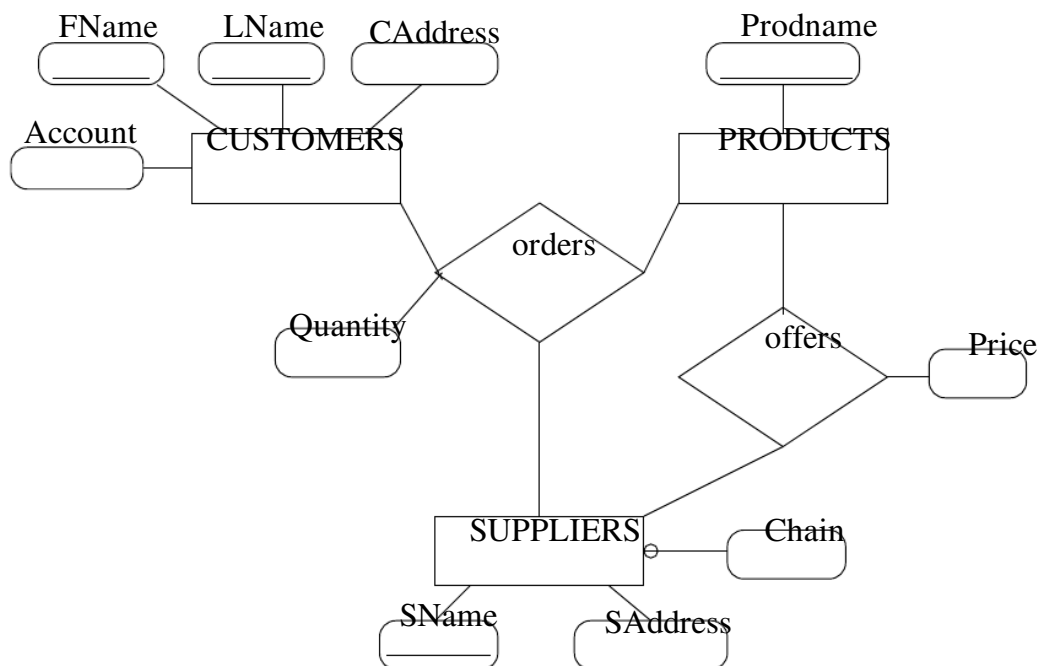 FName
LName
CAddress
Prodname
Account
CUSTOMERS
PRODUCTS
orders
Quantity
offers
Price
SUPPLIERS
Chain
SName
SAddress